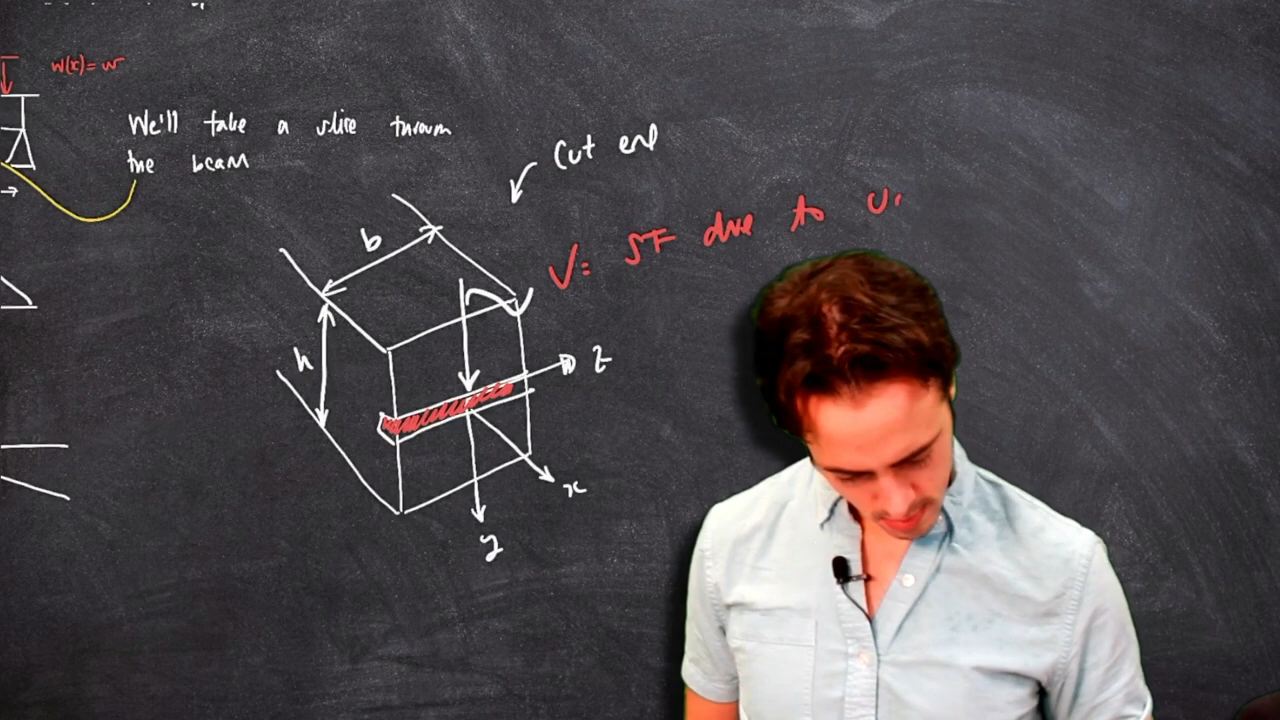 w(x) = w
We'll take a slice through
the beam
Cut end
V = SF due to
b
h
z
x
y